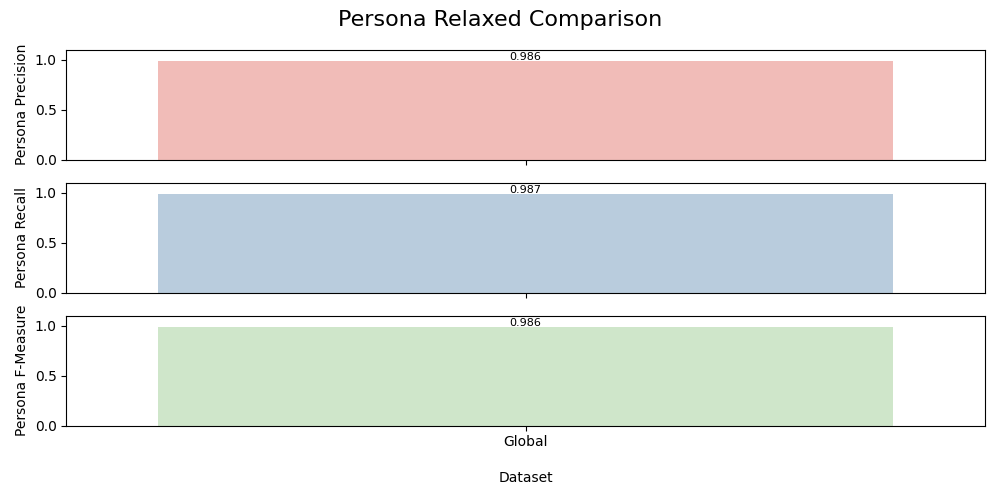 Persona Relaxed Comparison
Persona Precision
1.0
0.5
0.0
0.986
Persona Recall
1.0
0.5
0.0
0.987
Persona F-Measure
1.0
0.5
0.0
0.986
Global
Dataset